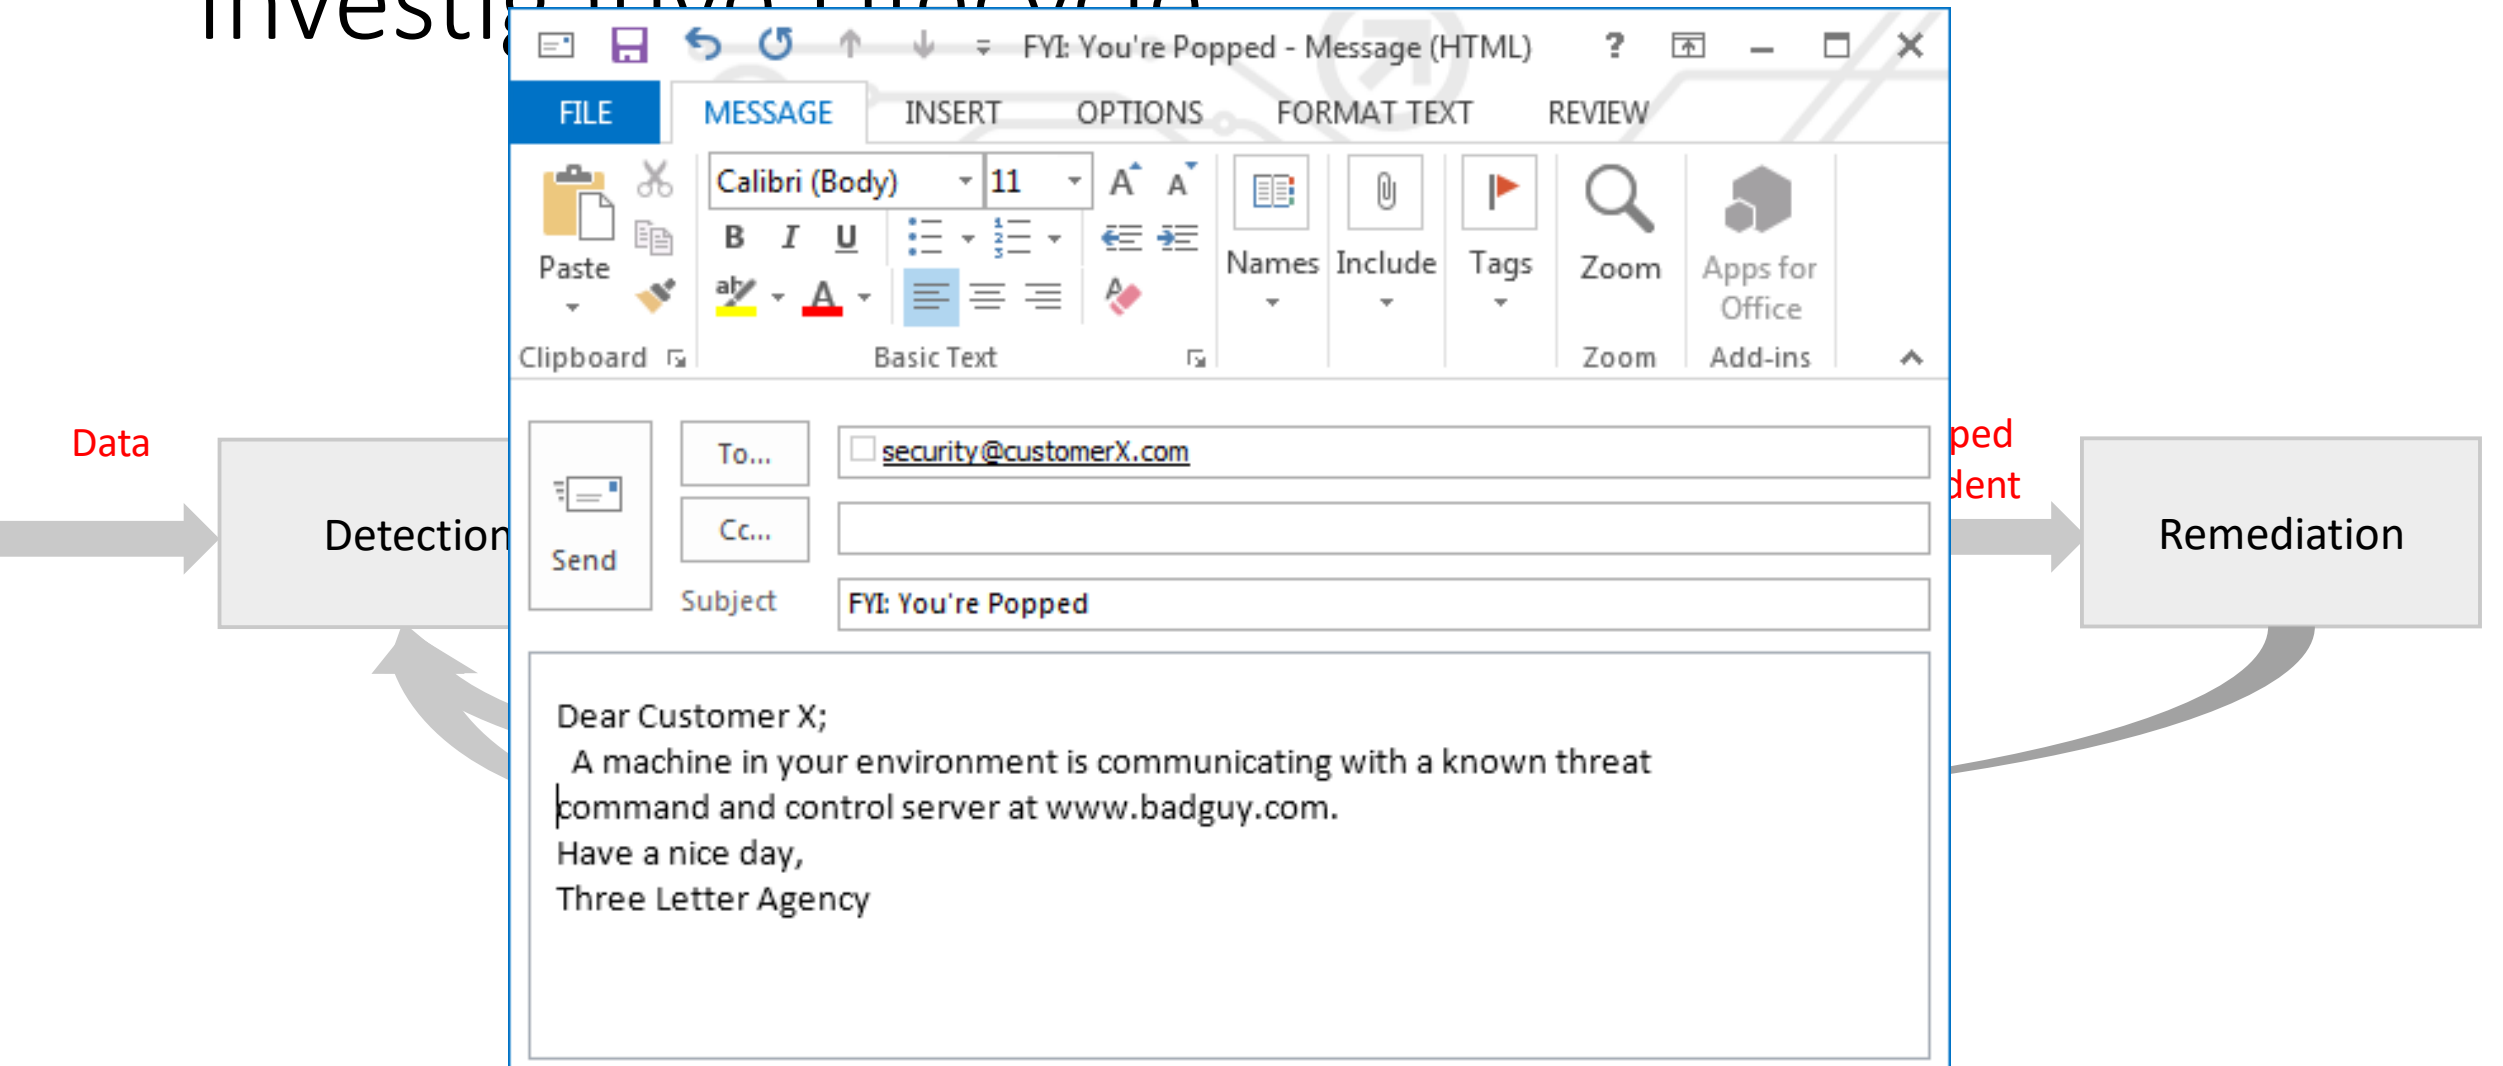 Investigative Lifecycle
FYI: You're Popped - Message (HTML)
FILE
MESSAGE
INSERT
OPTIONS
FORMAT TEXT
REVIEW
Calibri (Body)
11
Paste
B I U
Names
Include
Tags
Zoom
Apps for
Office
Clipboard
Basic Text
Zoom
Add-ins
Data
Detection
Send
To...
security@customerX.com
Cc...
Subject
FYI: You're Popped
ped
dent
Remediation
Dear Customer X;
A machine in your environment is communicating with a known threat
command and control server at www.badguy.com.
Have a nice day,
Three Letter Agency